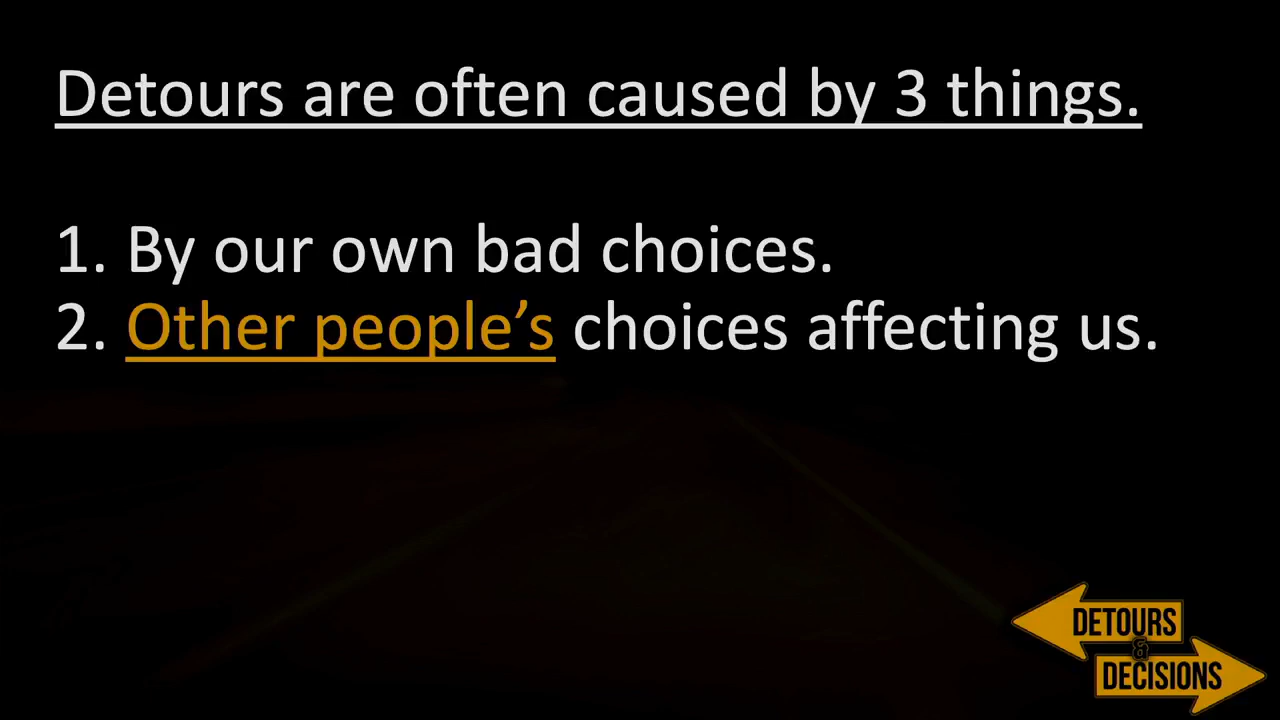 Detours are often caused by 3 things.
1. By our own bad choices.
2. Other people’s choices affecting us.
DETOURS
&
DECISIONS